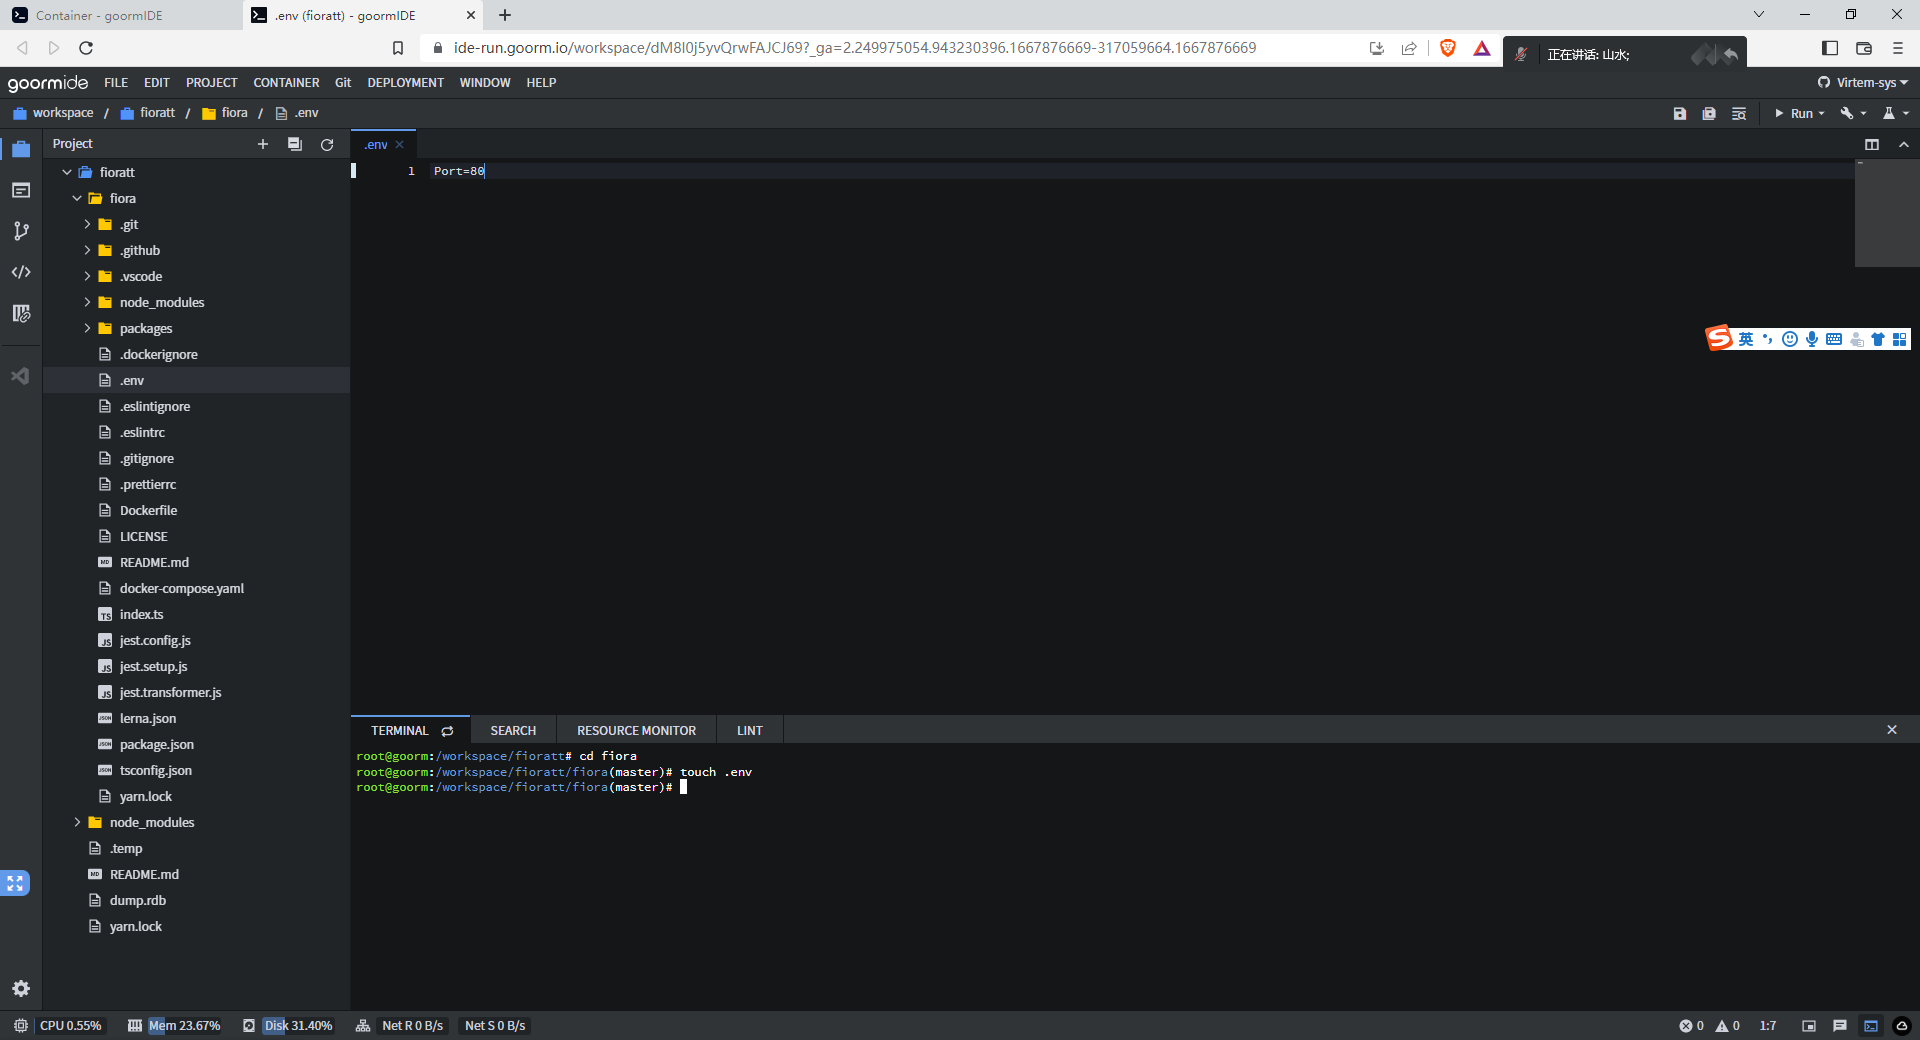 Container - goormIDE
.env (fioratt) - goormIDE
ide-run.goorm.io/workspace/dM8I0j5yvQrwFAJCJ69?_ga=2.249975054.943230396.1667876669-317059664.1667876669
正在讲话: 山水;
goormide FILE EDIT PROJECT CONTAINER Git DEPLOYMENT WINDOW HELP Virtem-sys
workspace / fioratt / fiora / .env Run
Project
.env
fioratt
1 Port=80
fiora
.git
.github
.vscode
node_modules
packages
英
.dockerignore
.env
.eslintignore
.eslintrc
.gitignore
.prettierrc
Dockerfile
LICENSE
README.md
docker-compose.yaml
index.ts
jest.config.js
jest.setup.js
jest.transformer.js
lerna.json
package.json
tsconfig.json
yarn.lock
node_modules
.temp
README.md
dump.rdb
yarn.lock
TERMINAL SEARCH RESOURCE MONITOR LINT
root@goorm:/workspace/fioratt# cd fiora
root@goorm:/workspace/fioratt/fiora(master)# touch .env
root@goorm:/workspace/fioratt/fiora(master)#
CPU 0.55% Mem 23.67% Disk 31.40% Net R 0 B/s Net S 0 B/s 0 0 1:7